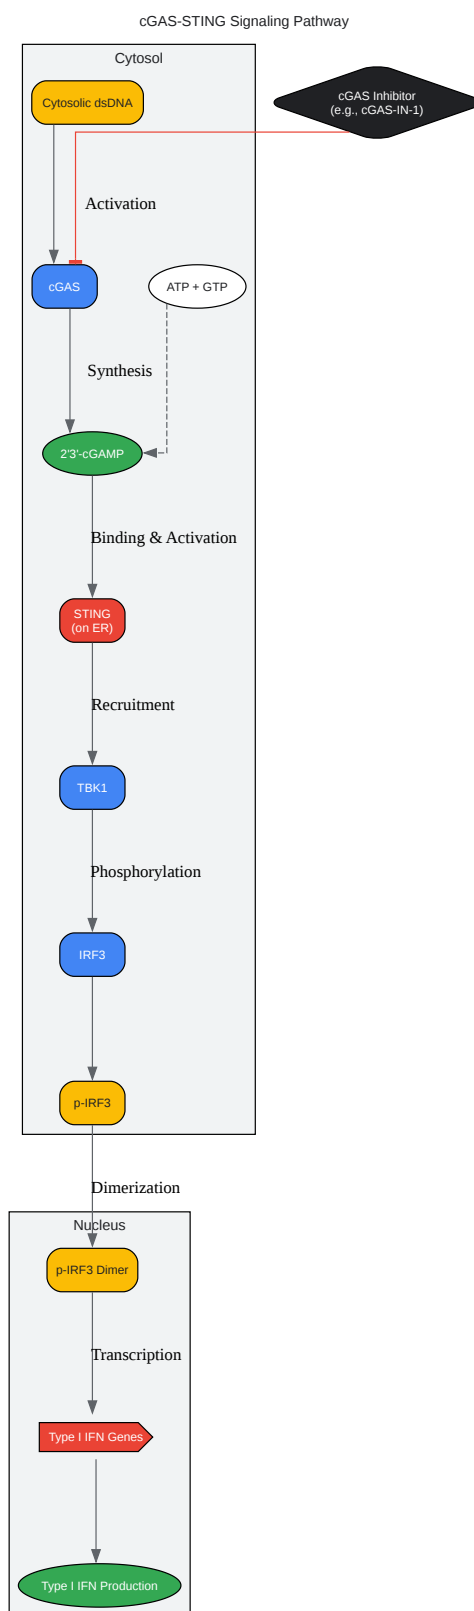 cGAS-STING Signaling Pathway
Cytosol
Cytosolic dsDNA
cGAS Inhibitor
(e.g., cGAS-IN-1)
Activation
cGAS
ATP + GTP
Synthesis
2'3'-cGAMP
Binding & Activation
STING
(on ER)
Recruitment
TBK1
Phosphorylation
IRF3
p-IRF3
Dimerization
Nucleus
p-IRF3 Dimer
Transcription
Type I IFN Genes
Type I IFN Production